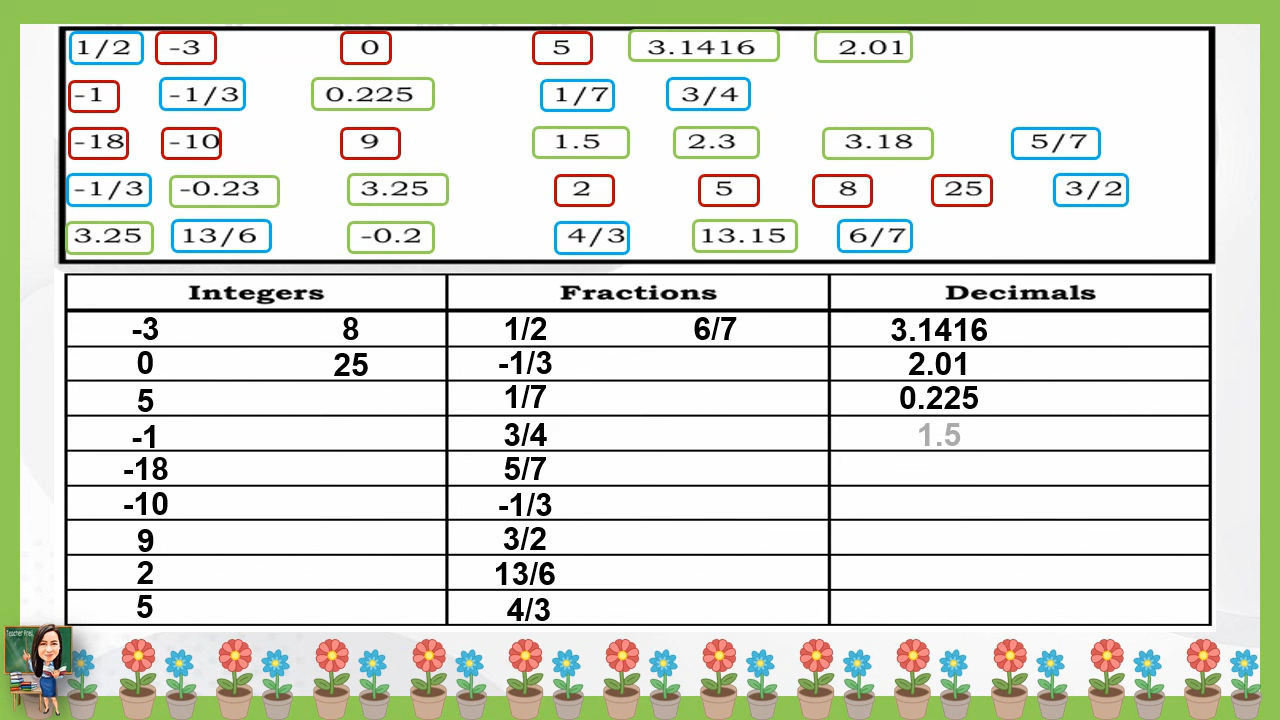 1/2 -3 0 5 3.1416 2.01
-1 -1/3 0.225 1/7 3/4
-18 -10 9 1.5 2.3 3.18 5/7
-1/3 -0.23 3.25 2 5 8 25 3/2
3.25 13/6 -0.2 4/3 13.15 6/7
Integers Fractions Decimals
-3 8 1/2 6/7 3.1416
0 25 -1/3 2.01
5 1/7 0.225
-1 3/4 1.5
-18 5/7
-10 -1/3
9 3/2
2 13/6
5 4/3